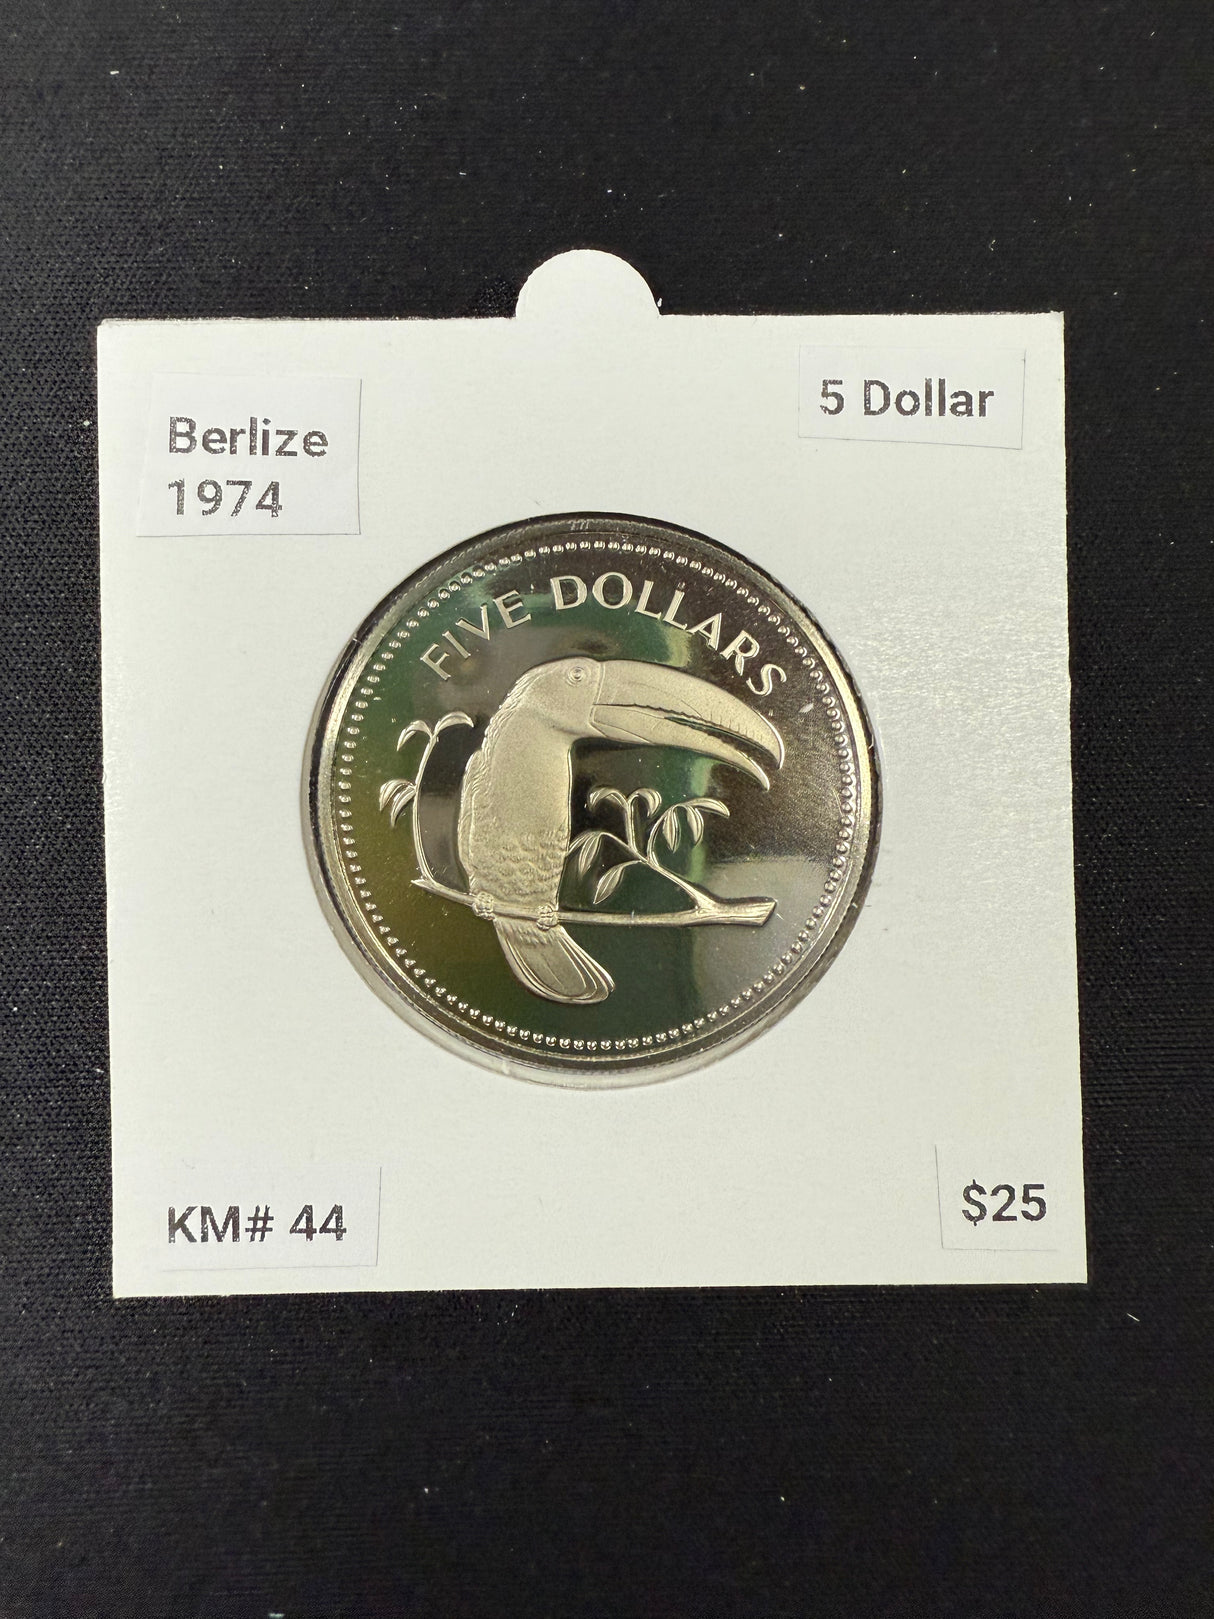 Berlize
1974
5 Dollar
FIVE DOLLARS
KM# 44
$25